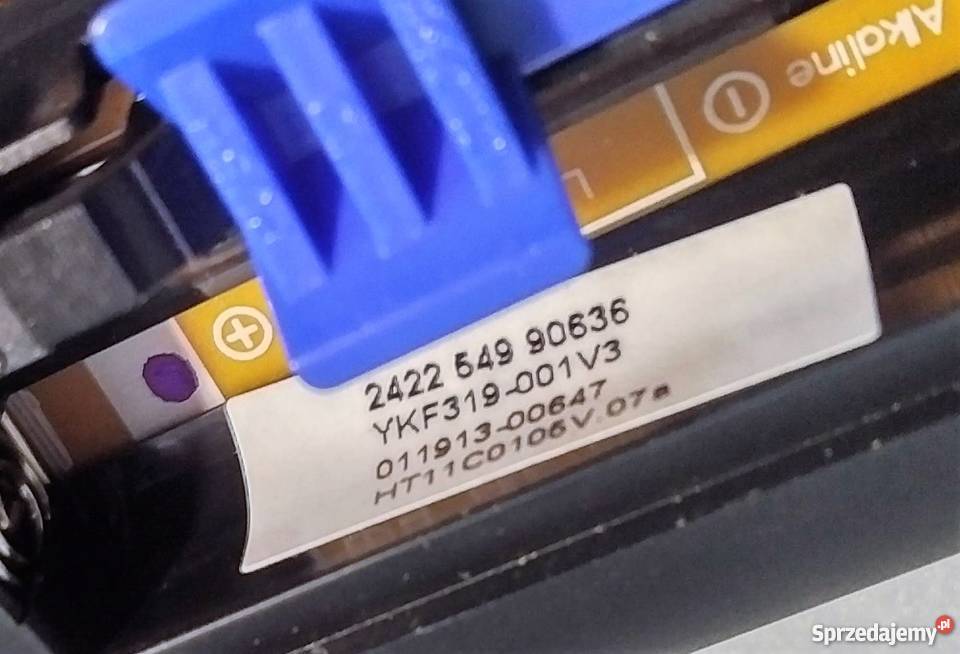 Alkaline
2422 549 90636
YKF319-001V3
011913-00647
HT11C0106V.07a
Sprzedajemy.pl